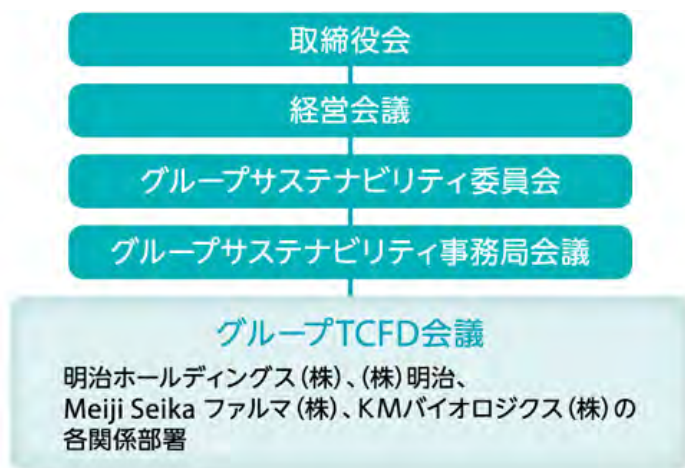 取締役会
経営会議
グループサステナビリティ委員会
グループサステナビリティ事務局会議
グループTCFD会議
明治ホールディングス(株)、(株)明治、
Meiji Seika ファルマ(株)、KMバイオロジクス(株)の
各関係部署